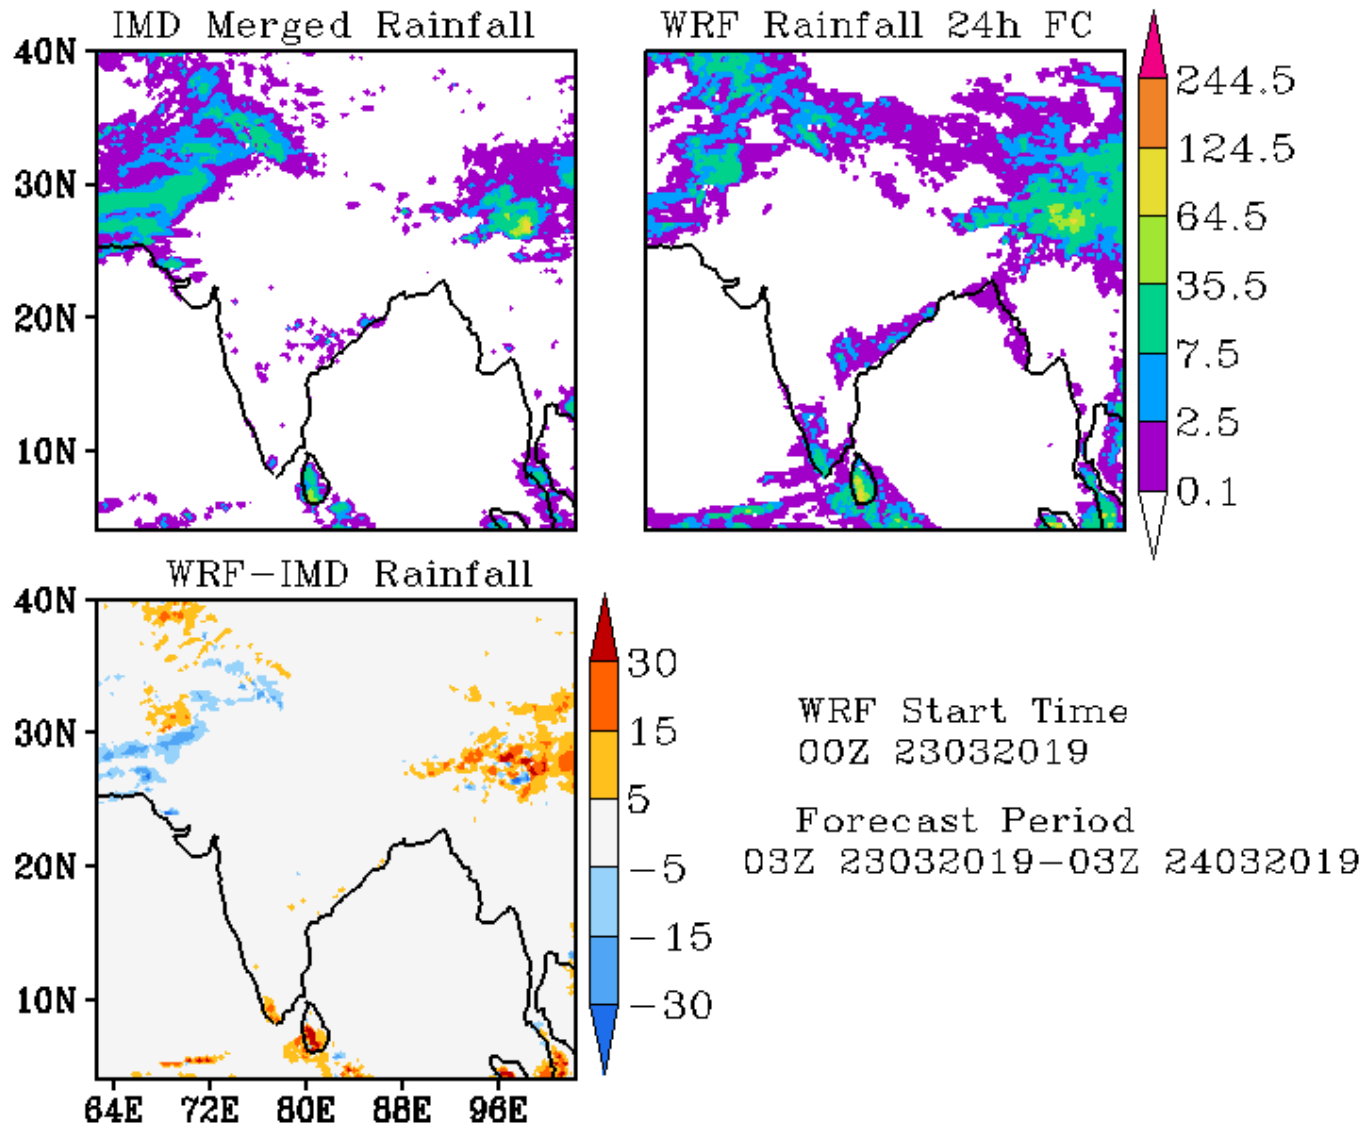 IMD Merged Rainfall
WRF Rainfall 24h FC
40N
30N
20N
10N
244.5
124.5
64.5
35.5
7.5
2.5
0.1
WRF-IMD Rainfall
40N
30N
20N
10N
64E 72E 80E 88E 96E
30
15
5
-5
-15
-30
WRF Start Time
00Z 23032019
Forecast Period
03Z 23032019-03Z 24032019